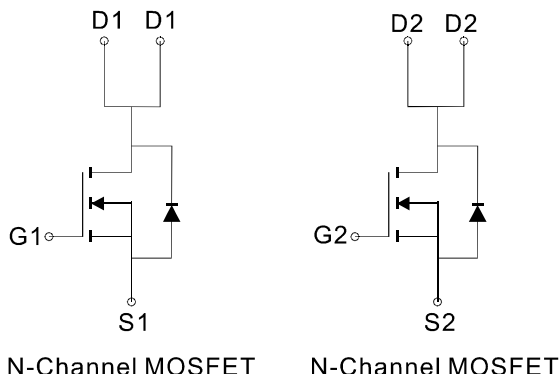 D1 D1 D2 D2
G1 G2
S1 S2
N-Channel MOSFET N-Channel MOSFET